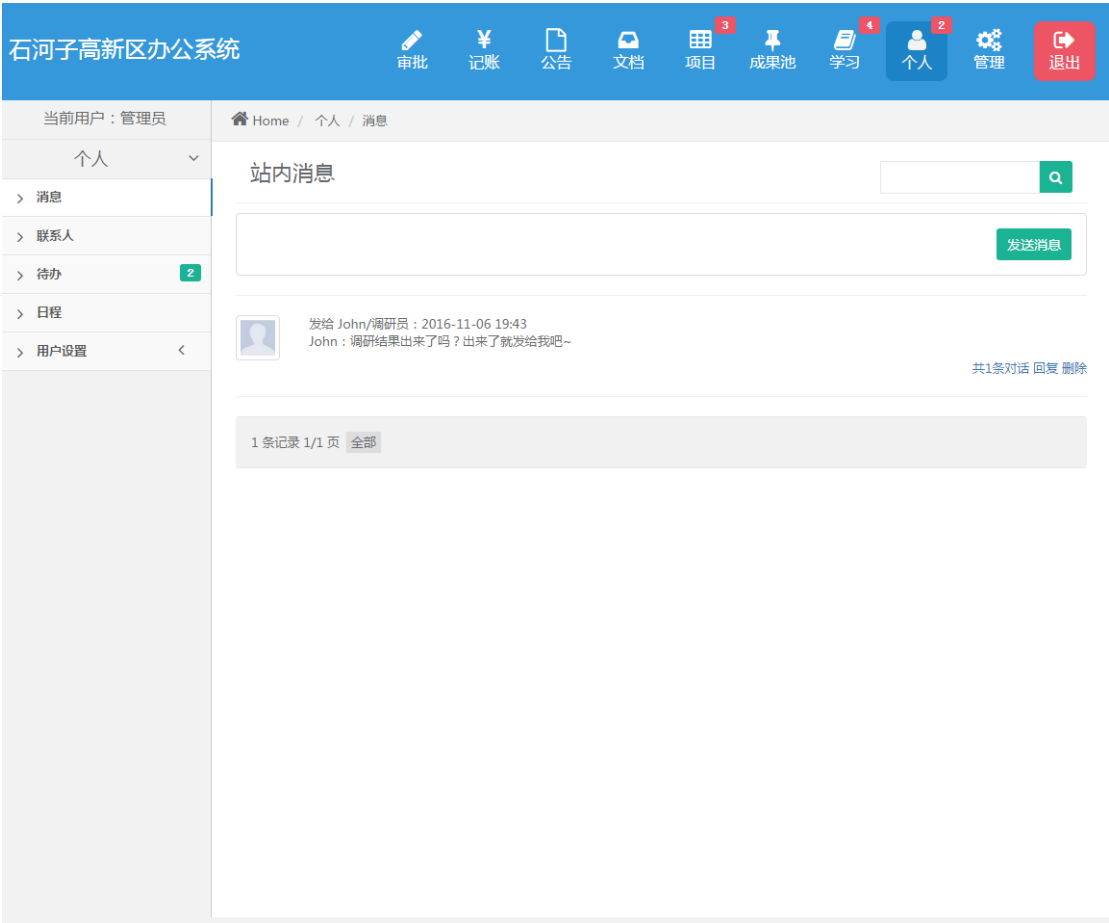 石河子高新区办公系统
审批
¥
记账
公告
文档
3
项目
成果池
4
学习
2
个人
管理
退出
当前用户：管理员
个人
消息
联系人
待办 2
日程
用户设置
Home / 个人 / 消息
站内消息
发送消息
发给 John/调研员：2016-11-06 19:43
John：调研结果出来了吗？出来了就发给我吧~
共1条对话 回复 删除
1 条记录 1/1 页 全部